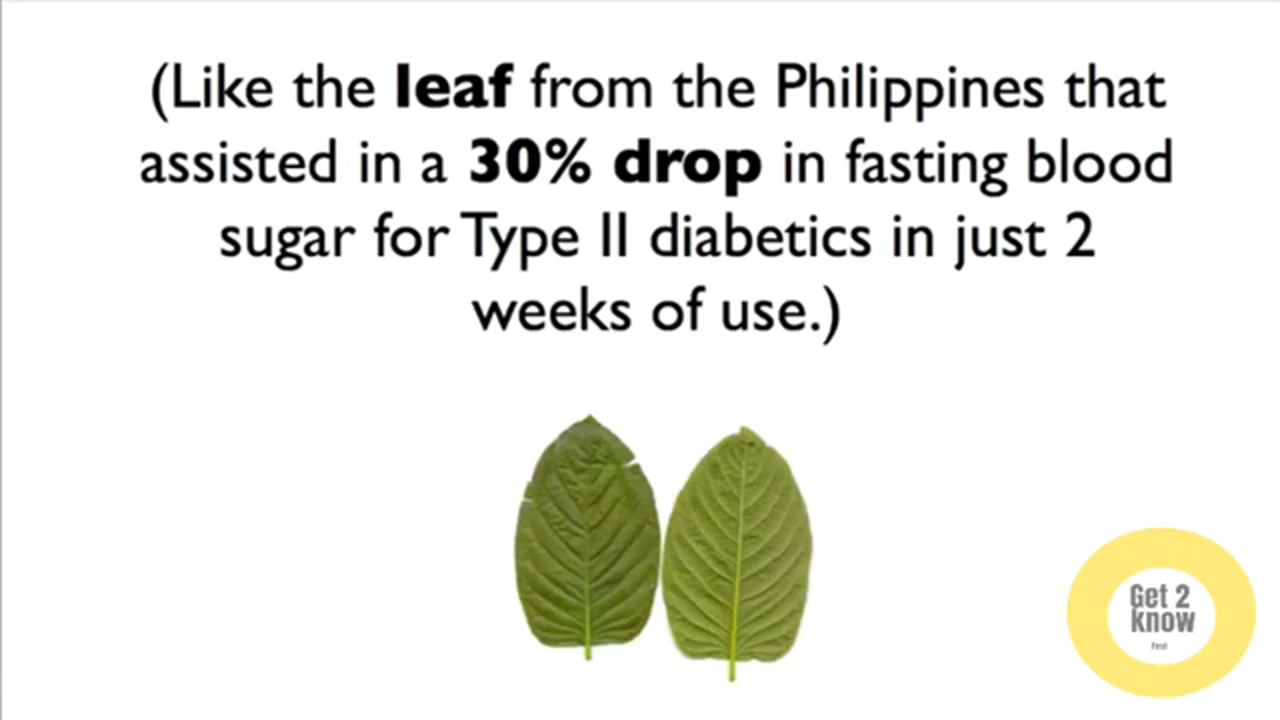 (Like the leaf from the Philippines that
assisted in a 30% drop in fasting blood
sugar for Type II diabetics in just 2
weeks of use.)
Get 2
know
First